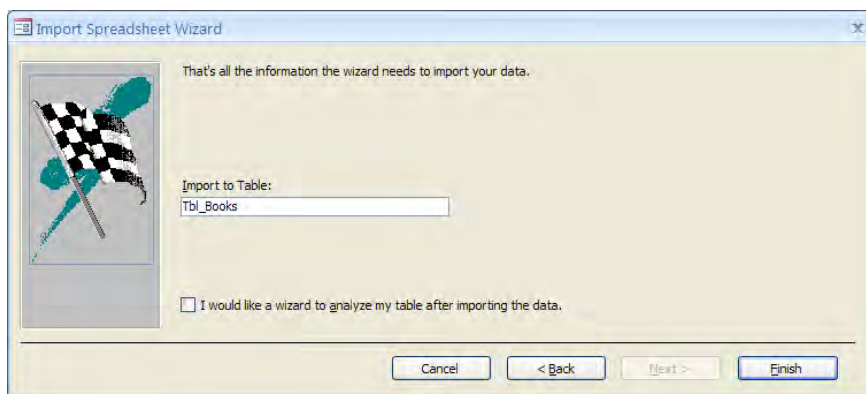 Import Spreadsheet Wizard
That's all the information the wizard needs to import your data.
Import to Table:
Tbl_Books
I would like a wizard to analyze my table after importing the data.
Cancel
< Back
Next >
Finish